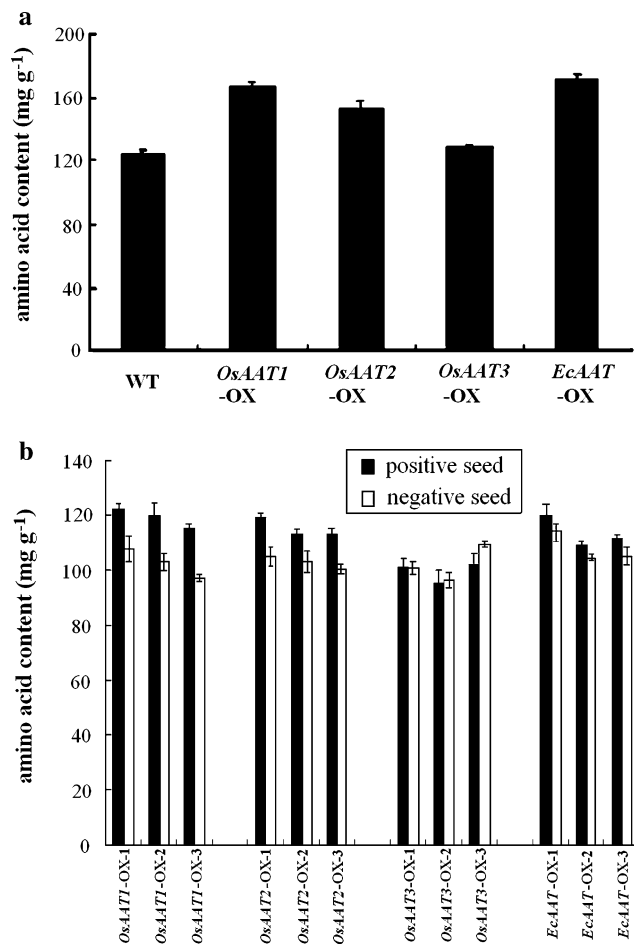 a
amino acid content (mg g-1)
200
160
120
80
40
0
WT
OsAAT1
-OX
OsAAT2
-OX
OsAAT3
-OX
EcAAT
-OX
b
amino acid content (mg g-1)
140
120
100
80
60
40
20
0
positive seed
negative seed
OsAAT1-OX-1
OsAAT1-OX-2
OsAAT1-OX-3
OsAAT2-OX-1
OsAAT2-OX-2
OsAAT2-OX-3
OsAAT3-OX-1
OsAAT3-OX-2
OsAAT3-OX-3
EcAAT-OX-1
EcAAT-OX-2
EcAAT-OX-3